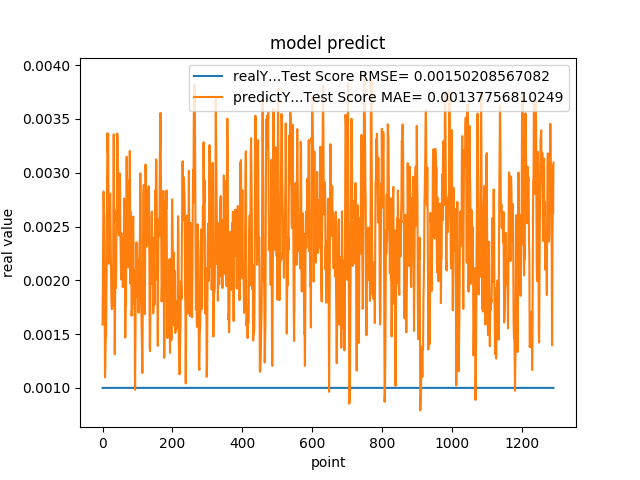 model predict
0.0040
realY...Test Score RMSE= 0.00150208567082
predictY...Test Score MAE= 0.00137756810249
0.0035
0.0030
0.0025
0.0020
0.0015
0.0010
real value
0 200 400 600 800 1000 1200
point